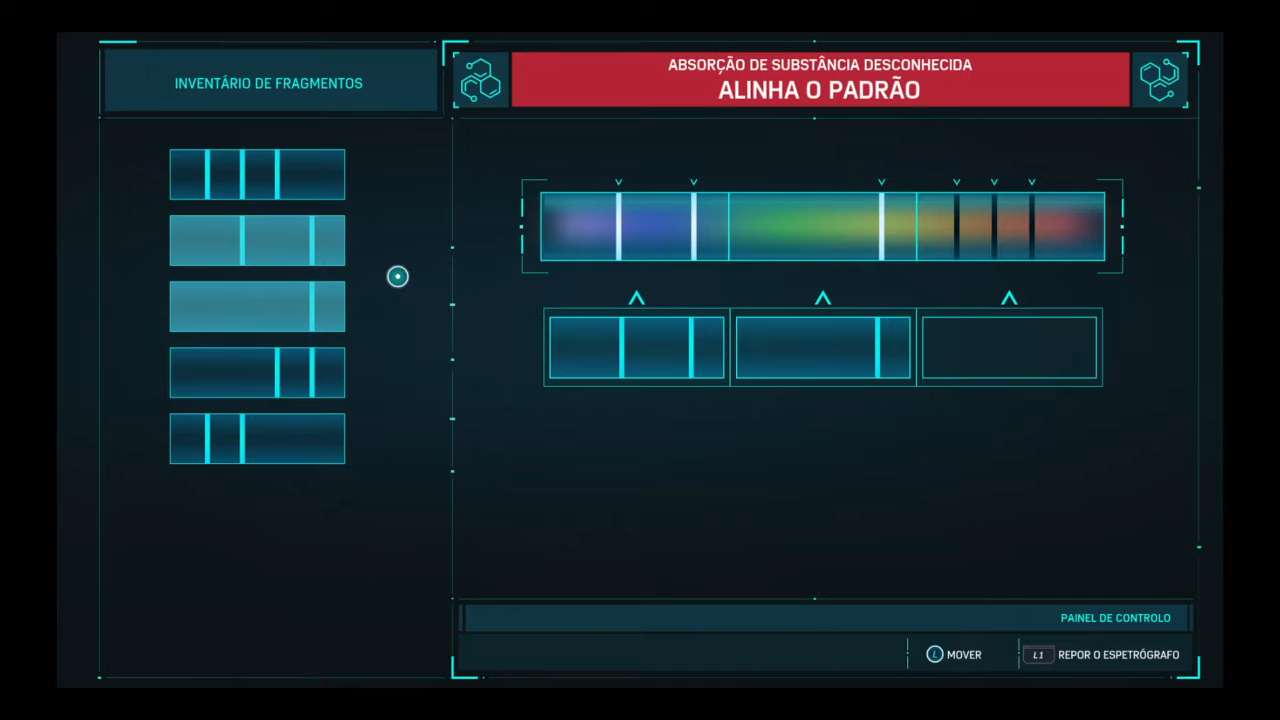 INVENTÁRIO DE FRAGMENTOS
ABSORÇÃO DE SUBSTÂNCIA DESCONHECIDA
ALINHA O PADRÃO
PAINEL DE CONTROLO
L MOVER
L1 REPOR O ESPETRÓGRAFO